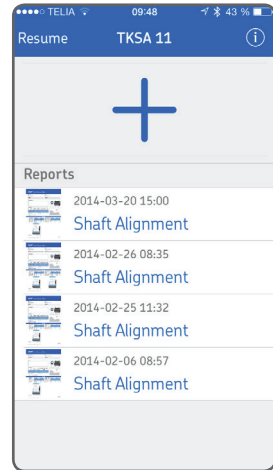 TELIA 09:48 43 %
Resume TKSA 11 i
Reports
2014-03-20 15:00
Shaft Alignment
2014-02-26 08:35
Shaft Alignment
2014-02-25 11:32
Shaft Alignment
2014-02-06 08:57
Shaft Alignment